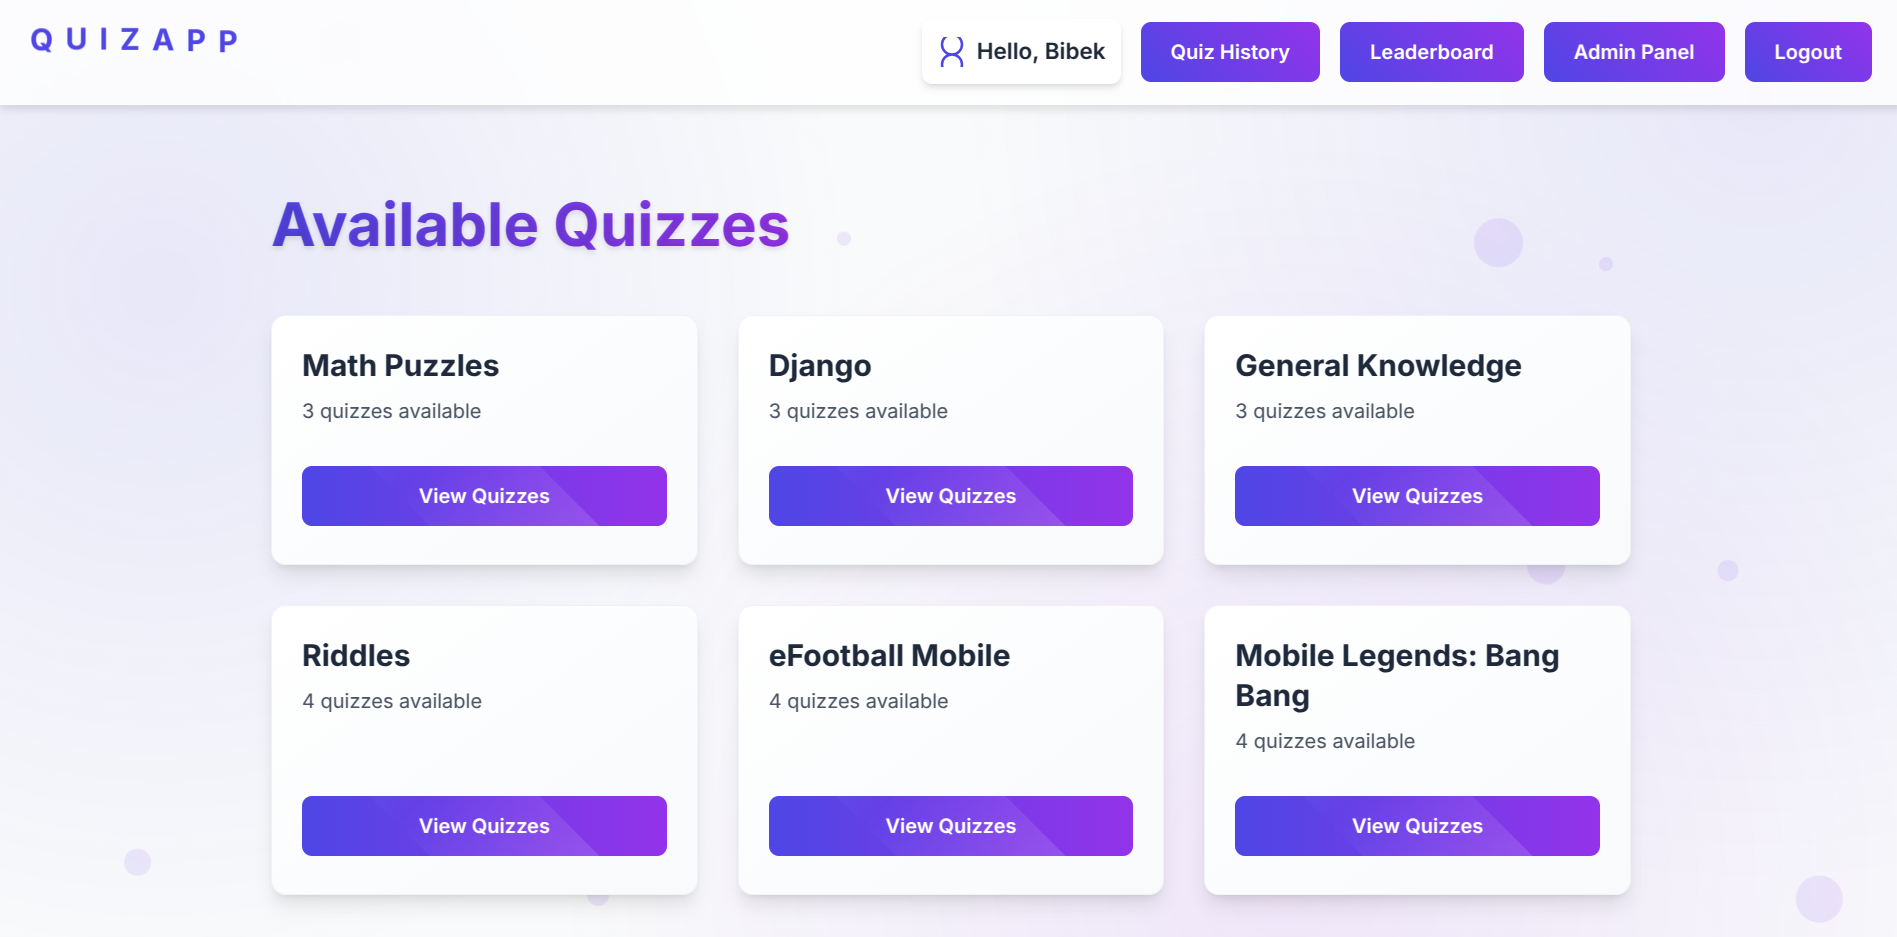 QUIZAPP
Hello, Bibek
Quiz History
Leaderboard
Admin Panel
Logout
Available Quizzes
Math Puzzles
3 quizzes available
View Quizzes
Django
3 quizzes available
View Quizzes
General Knowledge
3 quizzes available
View Quizzes
Riddles
4 quizzes available
View Quizzes
eFootball Mobile
4 quizzes available
View Quizzes
Mobile Legends: Bang
Bang
4 quizzes available
View Quizzes